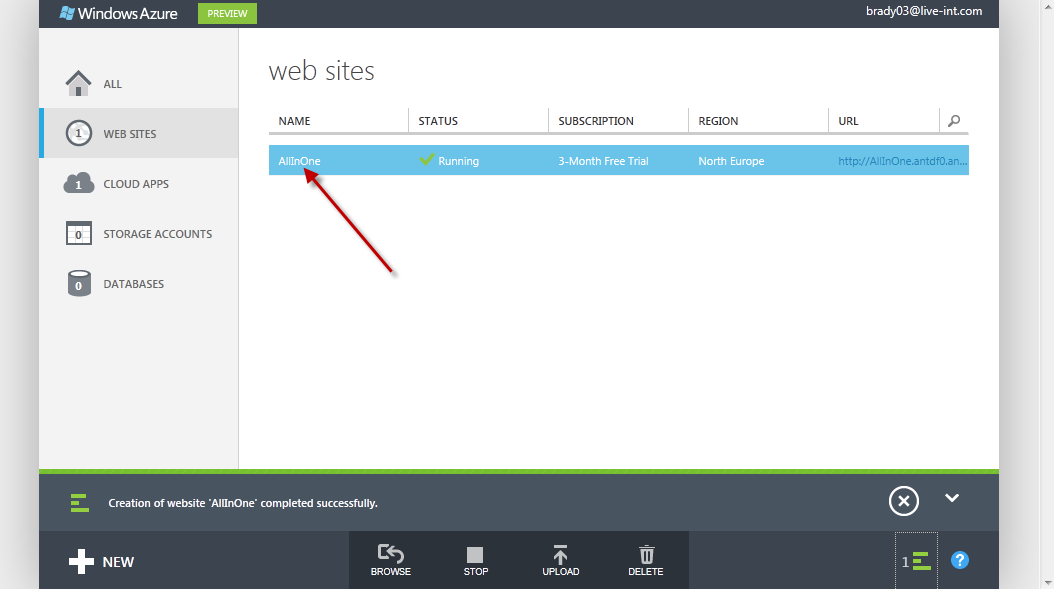 Windows Azure PREVIEW brady03@live-int.com
ALL
1 WEB SITES
1 CLOUD APPS
0 STORAGE ACCOUNTS
0 DATABASES
web sites
NAME STATUS SUBSCRIPTION REGION URL
AllInOne Running 3-Month Free Trial North Europe http://AllInOne.antdf0.an...
Creation of website 'AllInOne' completed successfully.
NEW BROWSE STOP UPLOAD DELETE 1 ?